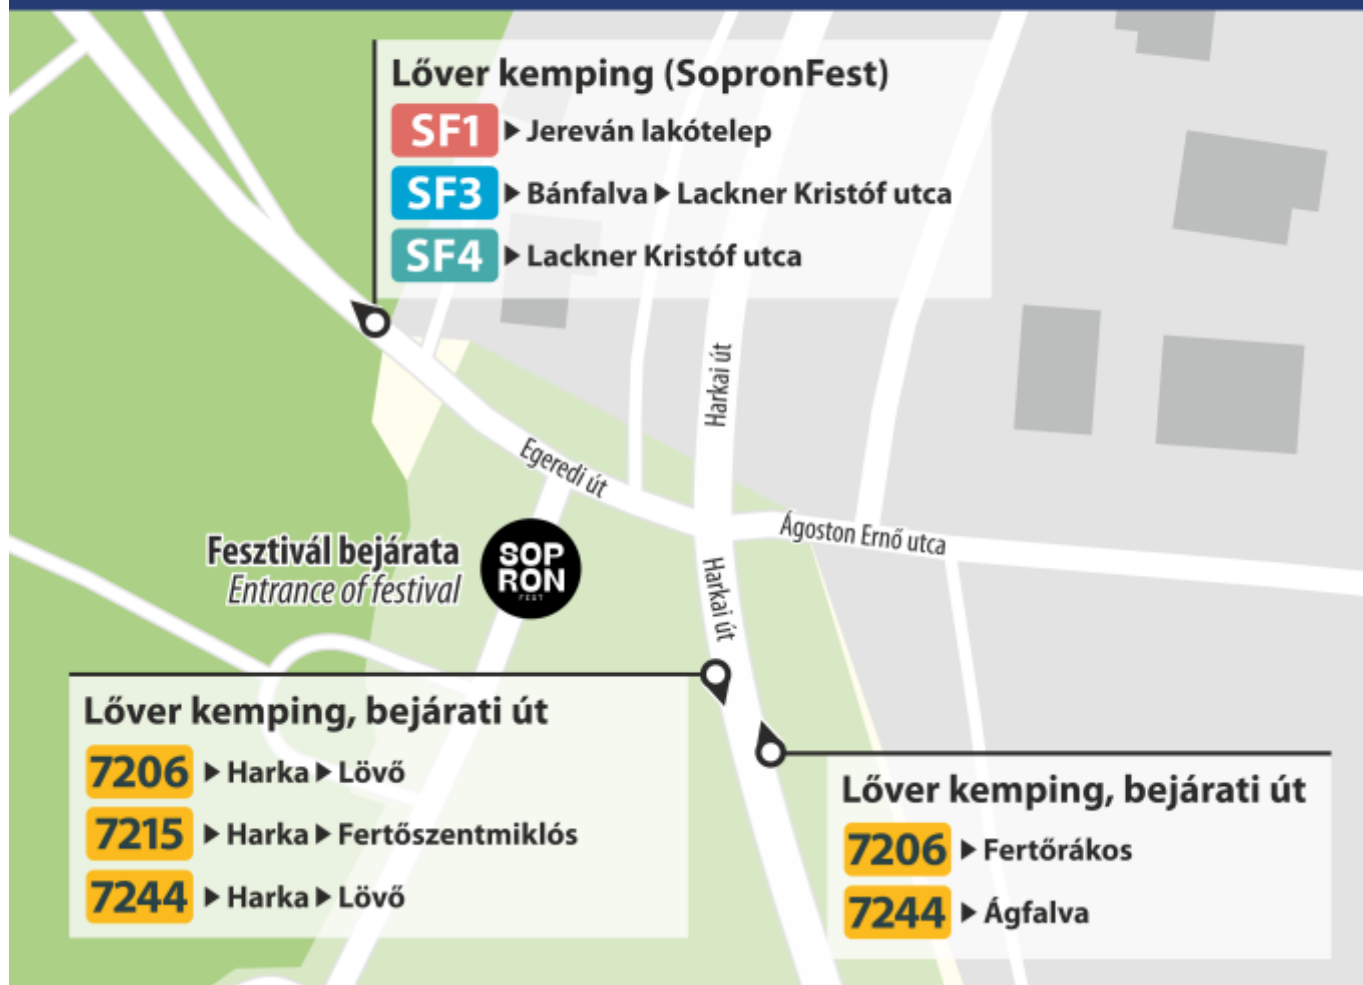 Lőver kemping (SopronFest)
SF1 ▶ Jereván lakótelep
SF3 ▶ Bánfalva ▶ Lackner Kristóf utca
SF4 ▶ Lackner Kristóf utca
Harkai út
Egeredi út
Ágoston Ernő utca
Fesztivál bejárata
Entrance of festival
SOP
RON
FEST
Harkai út
Lőver kemping, bejárati út
7206 ▶ Harka ▶ Lövő
7215 ▶ Harka ▶ Fertőszentmiklós
7244 ▶ Harka ▶ Lövő
Lőver kemping, bejárati út
7206 ▶ Fertőrákos
7244 ▶ Ágfalva